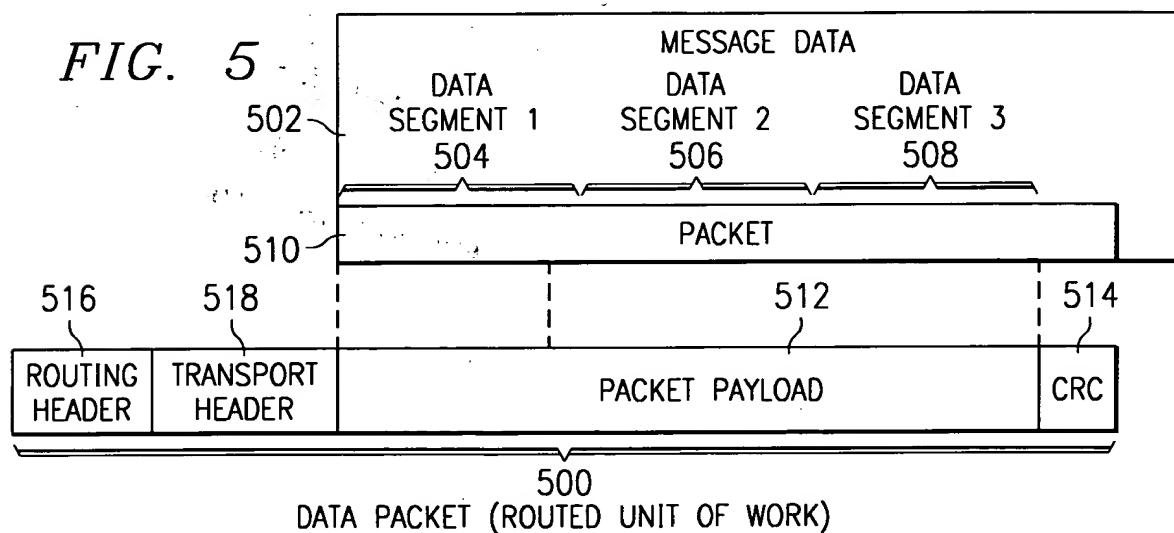 FIG. 5
MESSAGE DATA
DATA SEGMENT 1
504
DATA SEGMENT 2
506
DATA SEGMENT 3
508
502
510
PACKET
516
518
512
514
ROUTING HEADER
TRANSPORT HEADER
PACKET PAYLOAD
CRC
500
DATA PACKET (ROUTED UNIT OF WORK)